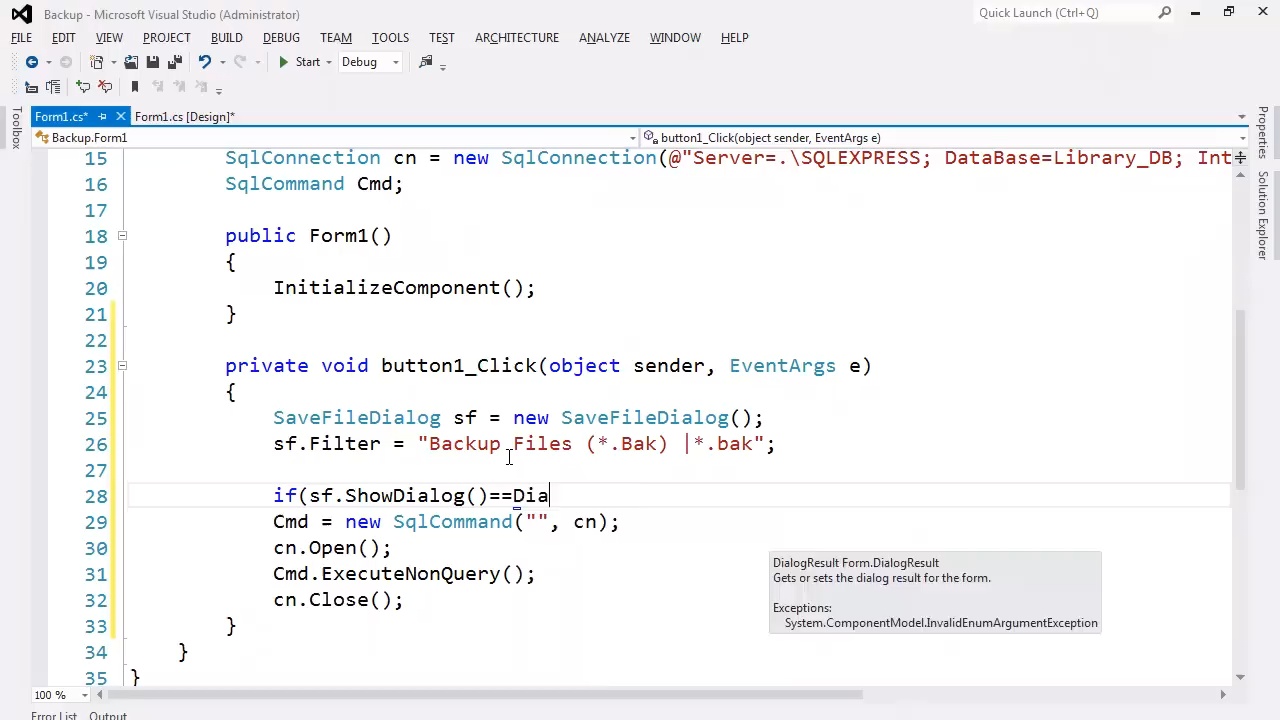 Backup - Microsoft Visual Studio (Administrator)
Quick Launch (Ctrl+Q)
FILE EDIT VIEW PROJECT BUILD DEBUG TEAM TOOLS TEST ARCHITECTURE ANALYZE WINDOW HELP
Start Debug
Form1.cs* Form1.cs [Design]*
Toolbox
Properties
Solution Explorer
Backup.Form1 button1_Click(object sender, EventArgs e)
15 SqlConnection cn = new SqlConnection(@"Server=.\SQLEXPRESS; DataBase=Library_DB; Int
16 SqlCommand Cmd;
17
18 public Form1()
19 {
20 InitializeComponent();
21 }
22
23 private void button1_Click(object sender, EventArgs e)
24 {
25 SaveFileDialog sf = new SaveFileDialog();
26 sf.Filter = "Backup Files (*.Bak) |*.bak";
27
28 if(sf.ShowDialog()==Dia
29 Cmd = new SqlCommand("", cn);
30 cn.Open();
31 Cmd.ExecuteNonQuery();
32 cn.Close();
33 }
34 }
35 }
DialogResult Form.DialogResult
Gets or sets the dialog result for the form.
Exceptions:
System.ComponentModel.InvalidEnumArgumentException
100 %
Error List Output